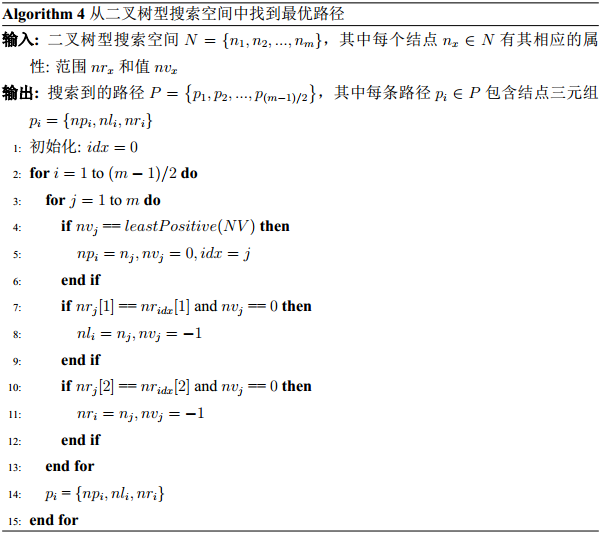 Algorithm 4 从二叉树型搜索空间中找到最优路径
输入: 二叉树型搜索空间 N = {n₁, n₂, ..., nₘ}，其中每个结点 nₓ ∈ N 有其相应的属
性: 范围 nrₓ 和值 nvₓ
输出: 搜索到的路径 P = {p₁, p₂, ..., p₍ₘ₋₁₎/₂}，其中每条路径 pᵢ ∈ P 包含结点三元组
pᵢ = {npᵢ, nlᵢ, nrᵢ}
1: 初始化: idx = 0
2: for i = 1 to (m − 1)/2 do
3: for j = 1 to m do
4: if nvⱼ == leastPositive(NV) then
5: npᵢ = nⱼ, nvⱼ = 0, idx = j
6: end if
7: if nrⱼ[1] == nr_idx[1] and nvⱼ == 0 then
8: nlᵢ = nⱼ, nvⱼ = −1
9: end if
10: if nrⱼ[2] == nr_idx[2] and nvⱼ == 0 then
11: nrᵢ = nⱼ, nvⱼ = −1
12: end if
13: end for
14: pᵢ = {npᵢ, nlᵢ, nrᵢ}
15: end for